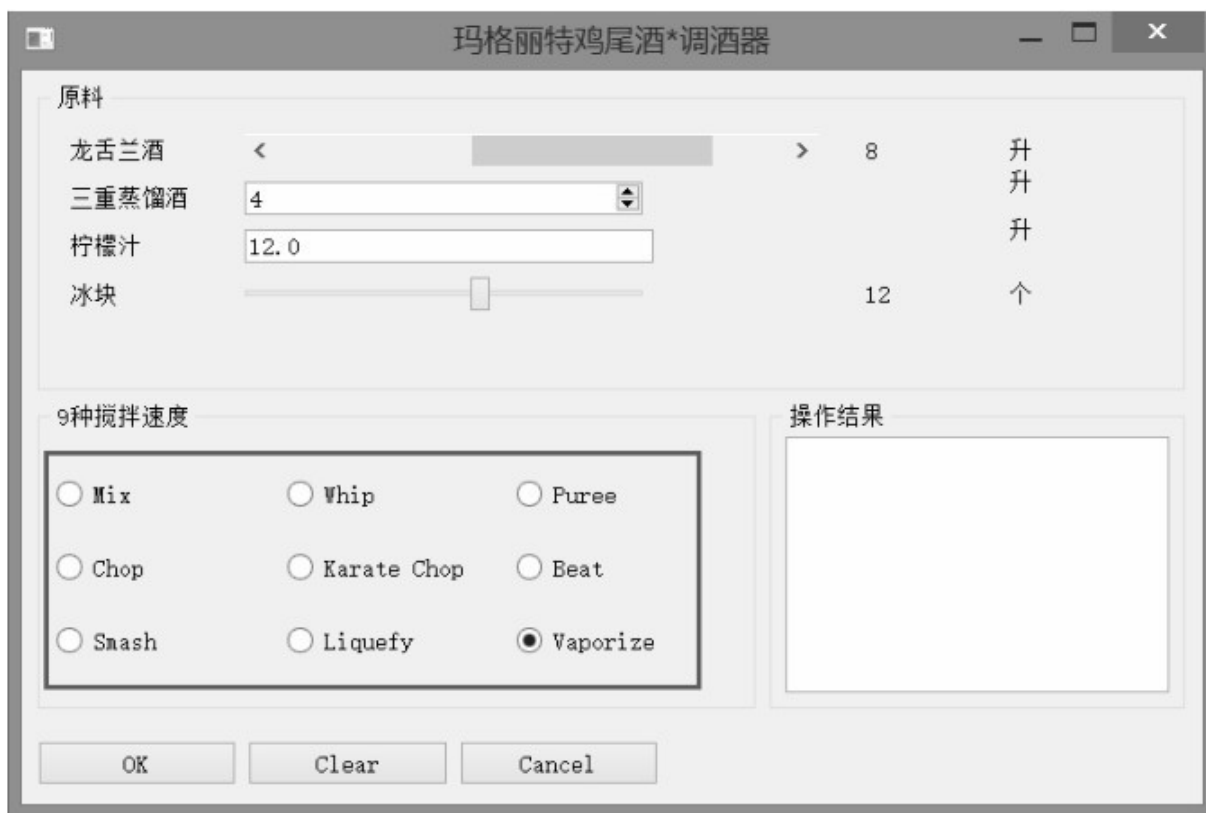 玛格丽特鸡尾酒*调酒器
原料
龙舌兰酒 8 升
三重蒸馏酒 4 升
柠檬汁 12.0 升
冰块 12 个
9种搅拌速度
操作结果
Mix Whip Puree
Chop Karate Chop Beat
Smash Liquefy Vaporize
OK Clear Cancel